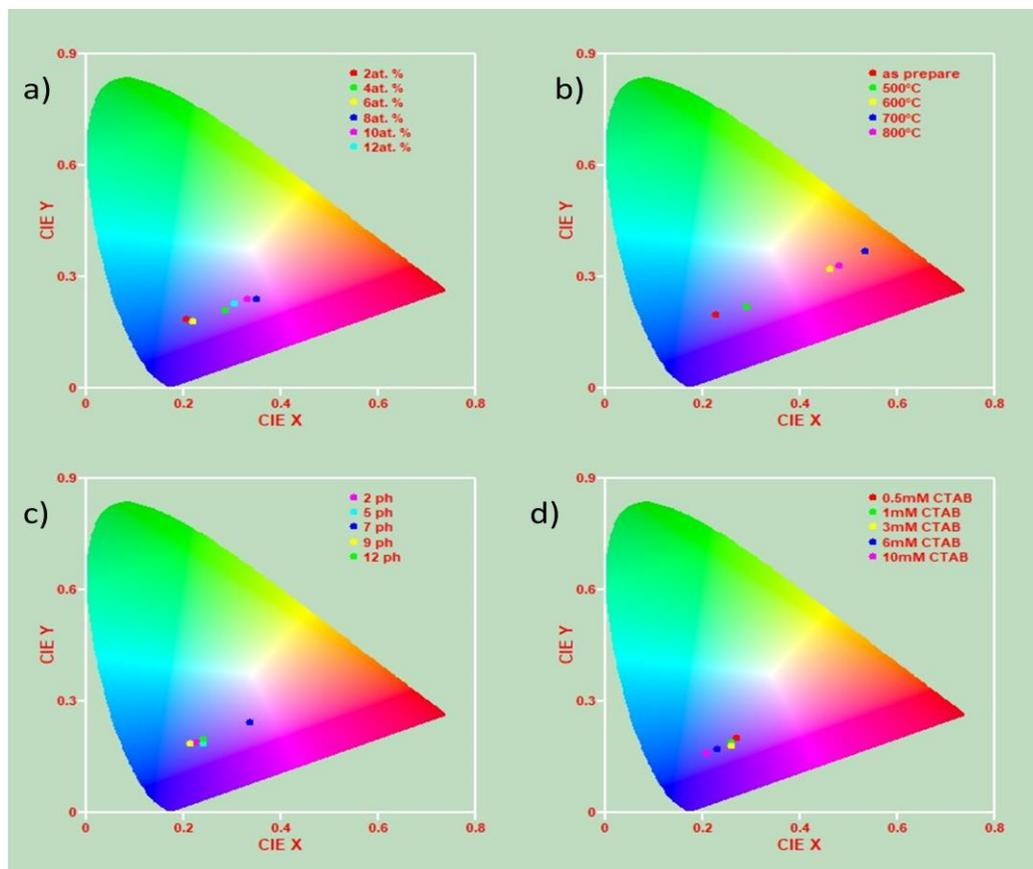 a)
0.9
0.6
0.3
0
0
0.2
0.4
0.6
0.8
CIE Y
CIE X
2at. %
4at. %
6at. %
8at. %
10at. %
12at. %
b)
0.9
0.6
0.3
0
0
0.2
0.4
0.6
0.8
CIE Y
CIE X
as prepare
500°C
600°C
700°C
800°C
c)
0.9
0.6
0.3
0
0
0.2
0.4
0.6
0.8
CIE Y
CIE X
2 ph
5 ph
7 ph
9 ph
12 ph
d)
0.9
0.6
0.3
0
0
0.2
0.4
0.6
0.8
CIE Y
CIE X
0.5mM CTAB
1mM CTAB
3mM CTAB
6mM CTAB
10mM CTAB